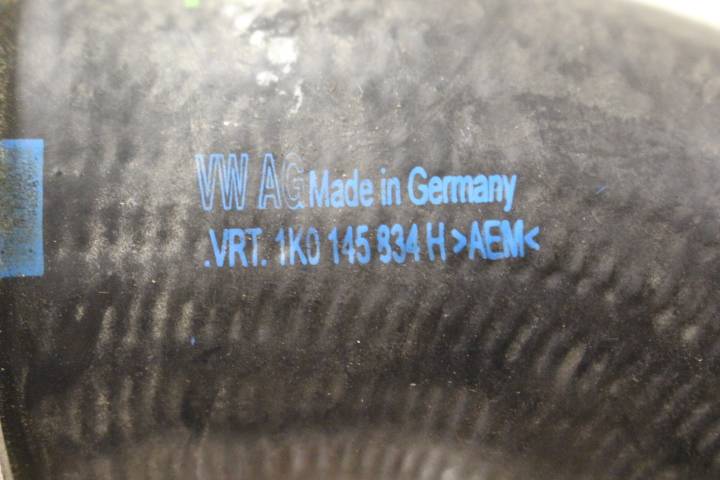 VW AG Made in Germany
.VRT. 1K0 145 834 H >AEM<